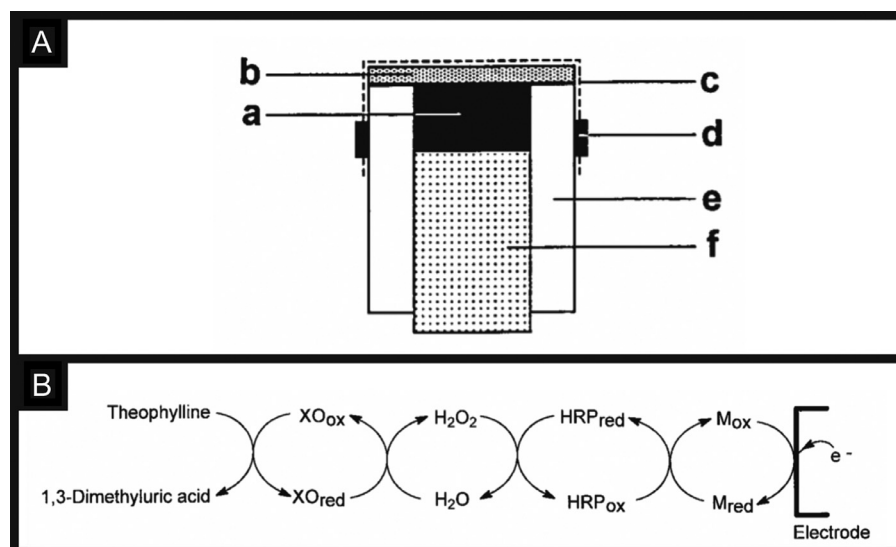 A
b
c
a
d
e
f
B
Theophylline XOox H2O2 HRPred Mox
e -
1,3-Dimethyluric acid XOred H2O HRPox Mred
Electrode